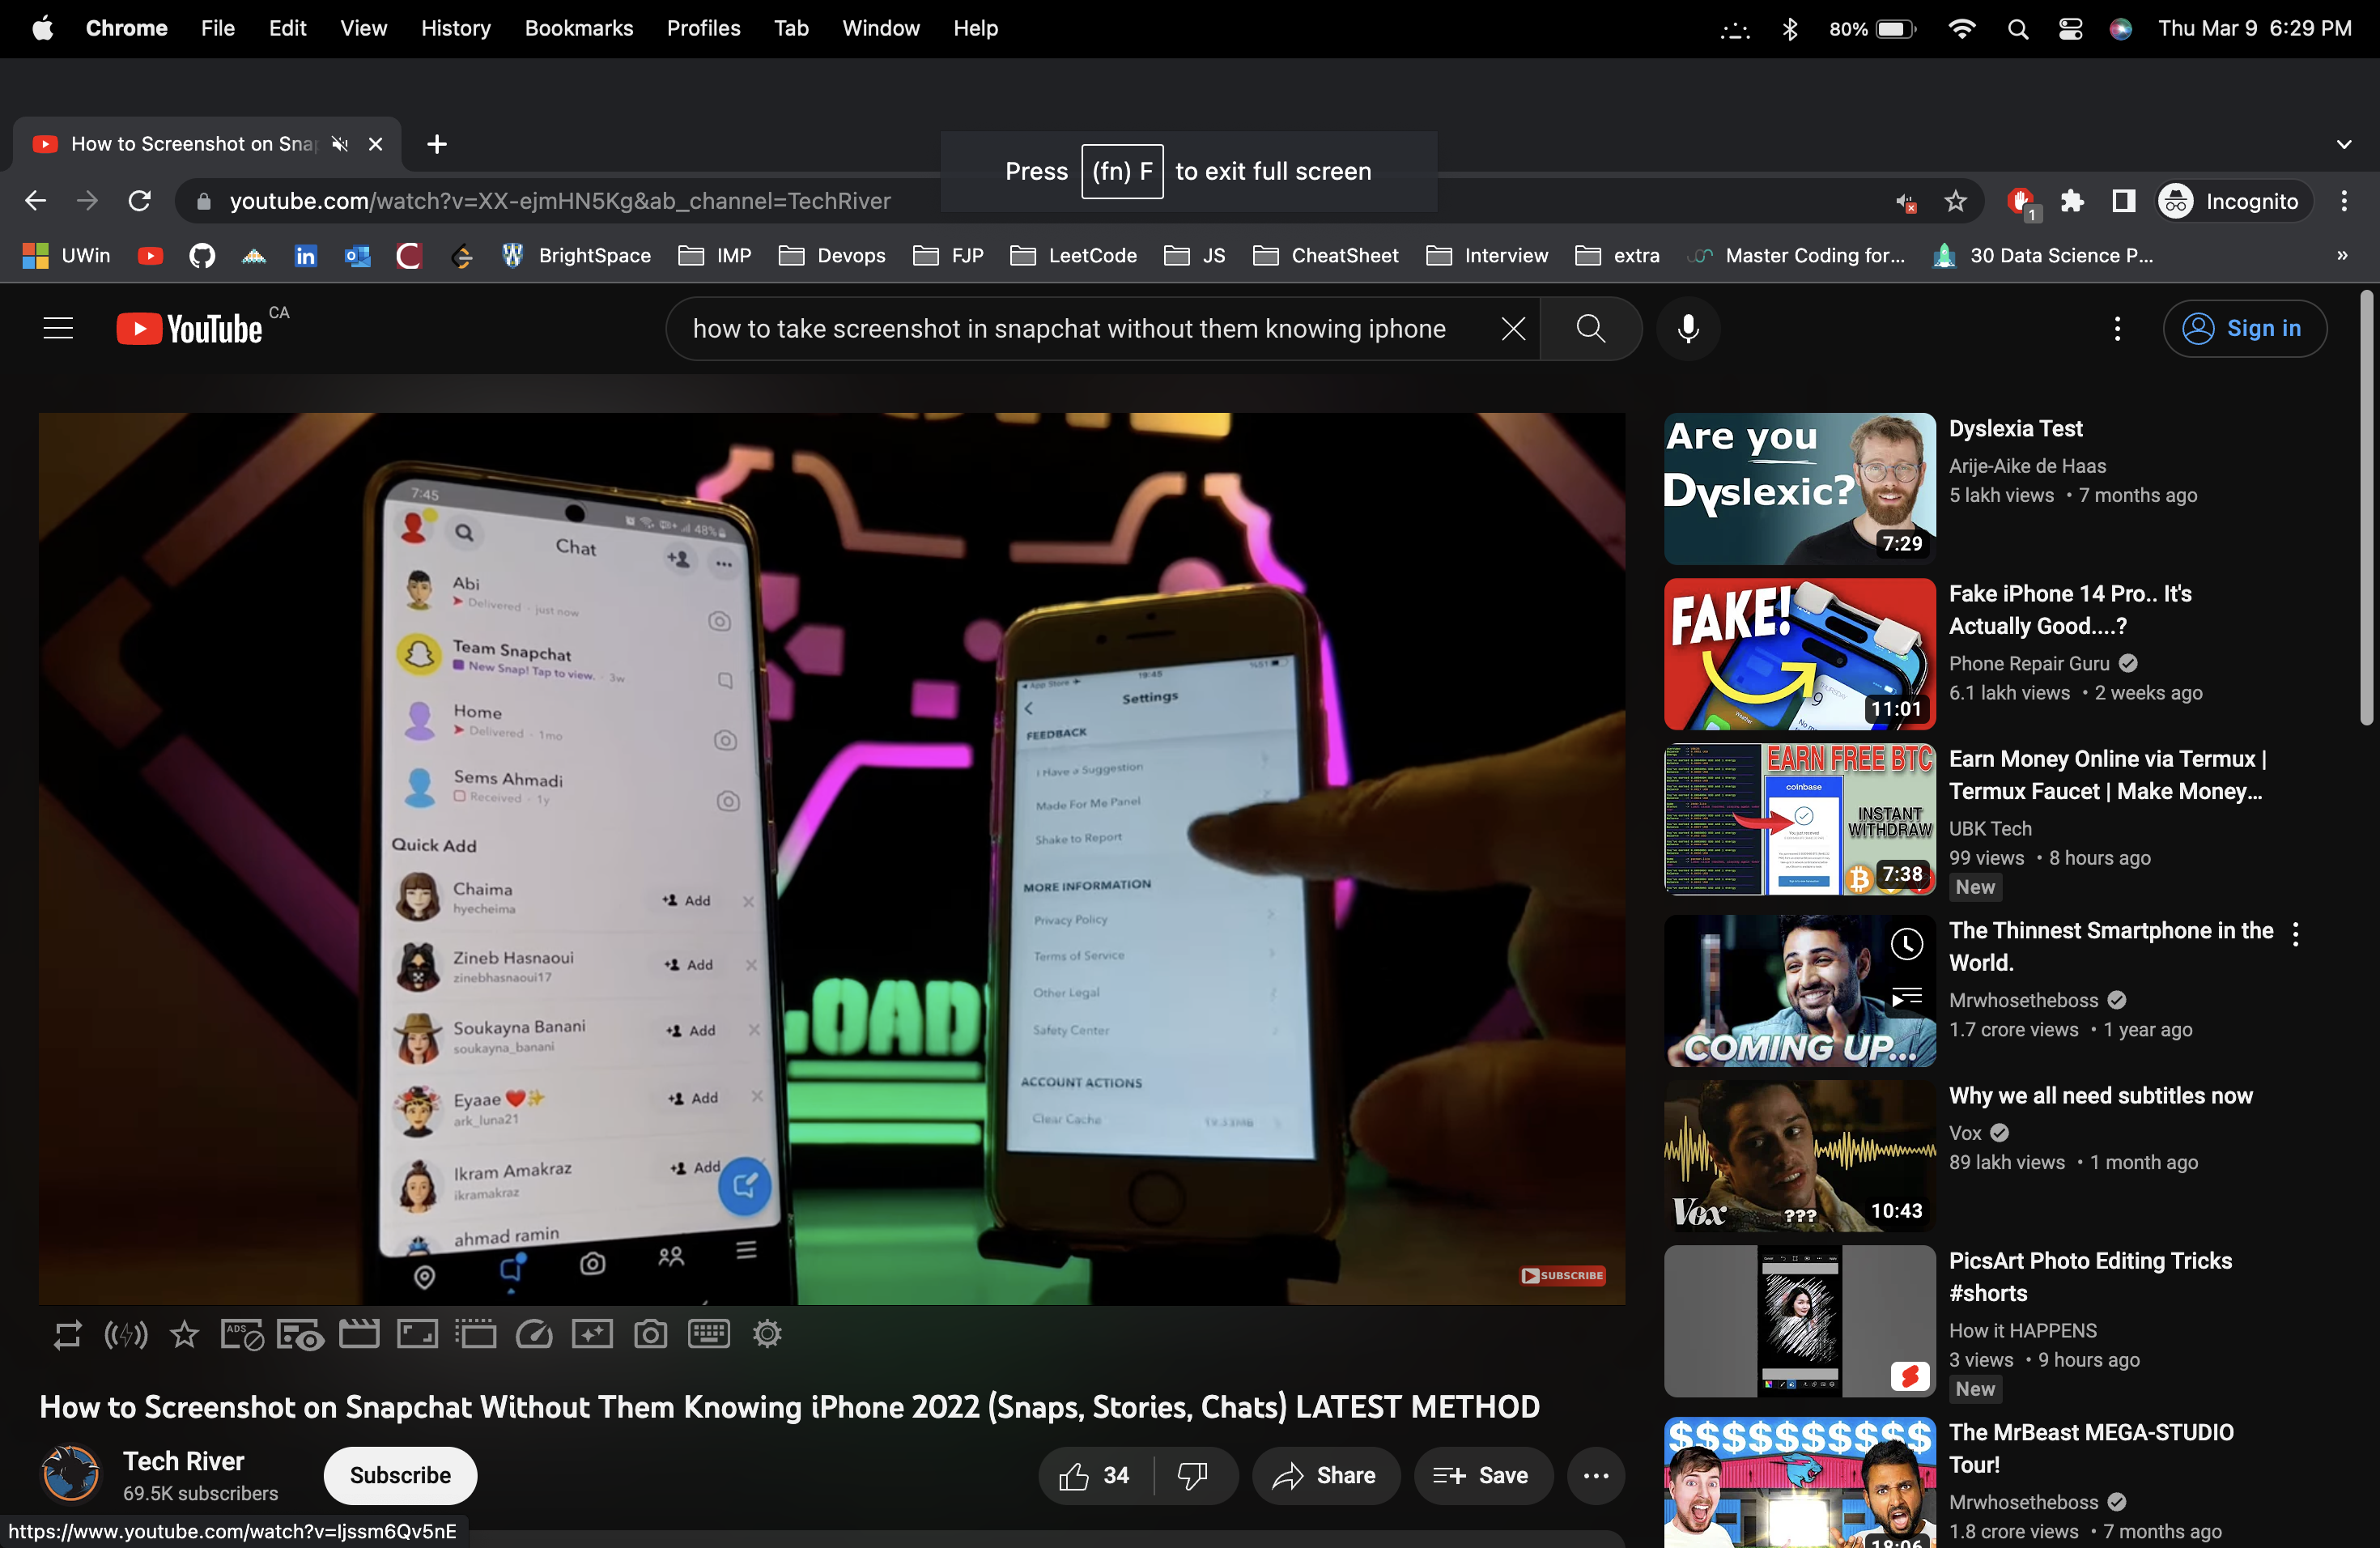 Chrome File Edit View History Bookmarks Profiles Tab Window Help
80% Thu Mar 9 6:29 PM
How to Screenshot on Snap
Press (fn) F to exit full screen
youtube.com/watch?v=XX-ejmHN5Kg&ab_channel=TechRiver
1
Incognito
UWin BrightSpace IMP Devops FJP LeetCode JS CheatSheet Interview extra Master Coding for... 30 Data Science P... »
YouTube CA
how to take screenshot in snapchat without them knowing iphone
Sign in
7:45
48%
Chat
Abi
Delivered · just now
Team Snapchat
New Snap! Tap to view. · 3w
Home
Delivered · 1mo
Sems Ahmadi
Received · 1y
Quick Add
Chaima
hyecheima
Add
Zineb Hasnaoui
zinebhasnaoui17
Add
Soukayna Banani
soukayna_banani
Add
Eyaae ❤️✨
ark_luna21
Add
Ikram Amakraz
ikramakraz
Add
ahmad ramin
LOAD
App Store
19:45
%51
Settings
FEEDBACK
I Have a Suggestion
Made For Me Panel
Shake to Report
MORE INFORMATION
Privacy Policy
Terms of Service
Other Legal
Safety Center
ACCOUNT ACTIONS
Clear Cache
SUBSCRIBE
ADS
How to Screenshot on Snapchat Without Them Knowing iPhone 2022 (Snaps, Stories, Chats) LATEST METHOD
Tech River
69.5K subscribers
Subscribe
34
Share
Save
https://www.youtube.com/watch?v=ljssm6Qv5nE
Are you
Dyslexic?
7:29
Dyslexia Test
Arije-Aike de Haas
5 lakh views • 7 months ago
FAKE!
11:01
Fake iPhone 14 Pro.. It's
Actually Good....?
Phone Repair Guru
6.1 lakh views • 2 weeks ago
EARN FREE BTC
coinbase
INSTANT
WITHDRAW
7:38
Earn Money Online via Termux |
Termux Faucet | Make Money...
UBK Tech
99 views • 8 hours ago
New
COMING UP...
The Thinnest Smartphone in the
World.
Mrwhosetheboss
1.7 crore views • 1 year ago
Vox
???
10:43
Why we all need subtitles now
Vox
89 lakh views • 1 month ago
PicsArt Photo Editing Tricks
#shorts
How it HAPPENS
3 views • 9 hours ago
New
$$$$$$$$$$
18:06
The MrBeast MEGA-STUDIO
Tour!
Mrwhosetheboss
1.8 crore views • 7 months ago